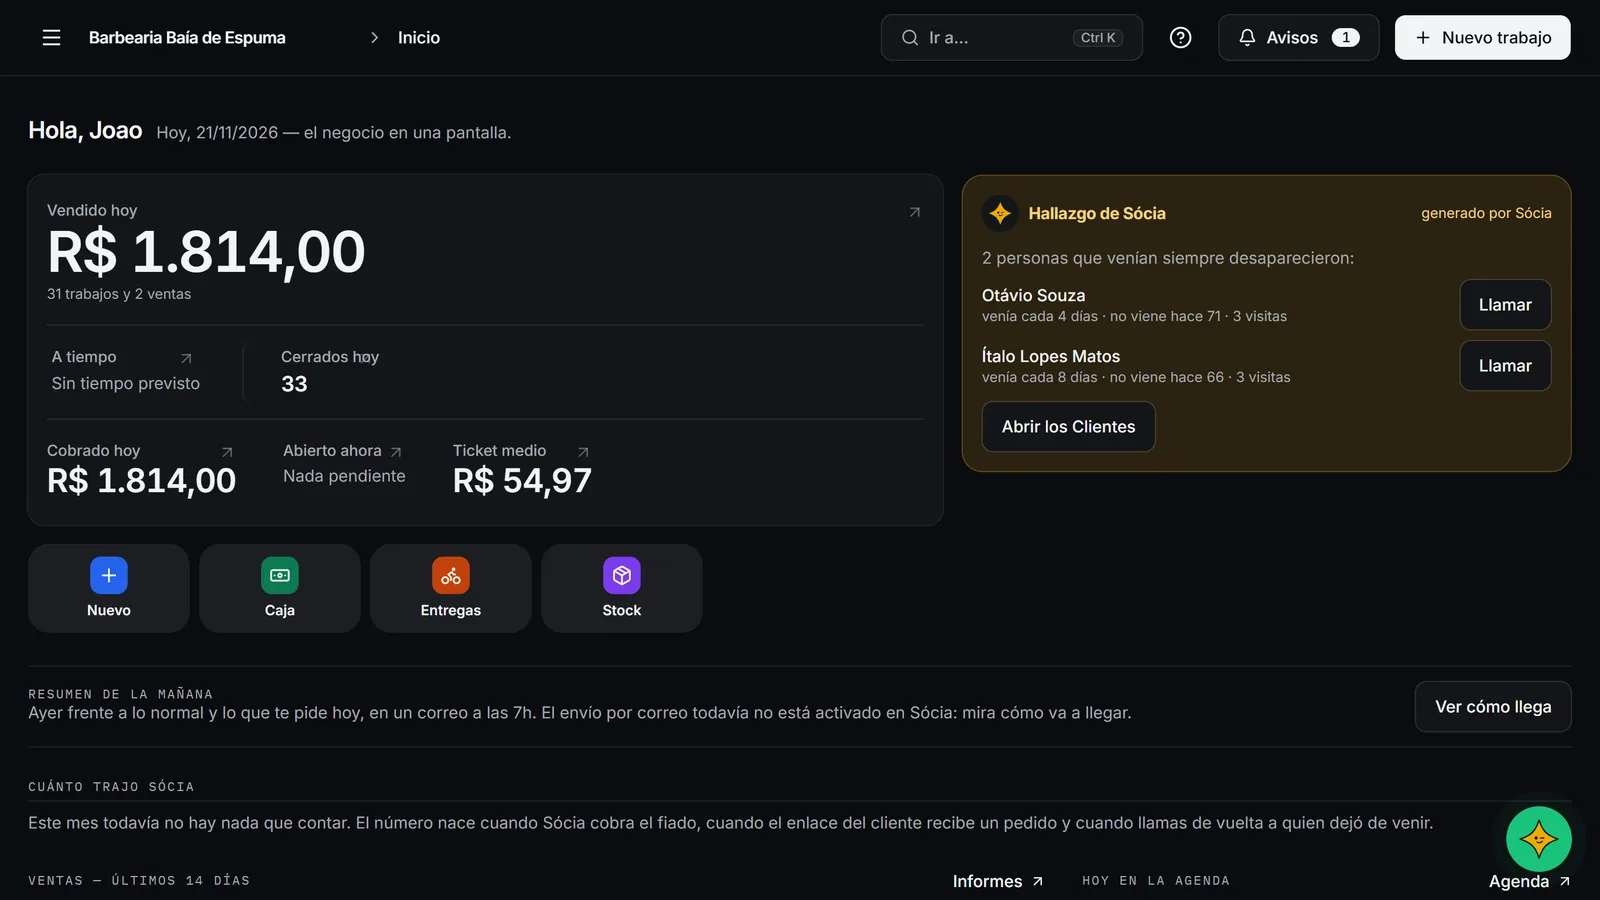 Barbearia Baía de Espuma
Inicio
Ir a...
Ctrl K
Avisos 1
Nuevo trabajo
Hola, Joao
Hoy, 21/11/2026 — el negocio en una pantalla.
Vendido hoy
R$ 1.814,00
31 trabajos y 2 ventas
A tiempo
Sin tiempo previsto
Cerrados hoy
33
Cobrado hoy
R$ 1.814,00
Abierto ahora
Nada pendiente
Ticket medio
R$ 54,97
Hallazgo de Sócia
generado por Sócia
2 personas que venían siempre desaparecieron:
Otávio Souza
venía cada 4 días · no viene hace 71 · 3 visitas
Llamar
Ítalo Lopes Matos
venía cada 8 días · no viene hace 66 · 3 visitas
Llamar
Abrir los Clientes
Nuevo
Caja
Entregas
Stock
RESUMEN DE LA MAÑANA
Ayer frente a lo normal y lo que te pide hoy, en un correo a las 7h. El envío por correo todavía no está activado en Sócia: mira cómo va a llegar.
Ver cómo llega
CUÁNTO TRAJO SÓCIA
Este mes todavía no hay nada que contar. El número nace cuando Sócia cobra el fiado, cuando el enlace del cliente recibe un pedido y cuando llamas de vuelta a quien dejó de venir.
VENTAS — ÚLTIMOS 14 DÍAS
Informes
HOY EN LA AGENDA
Agenda